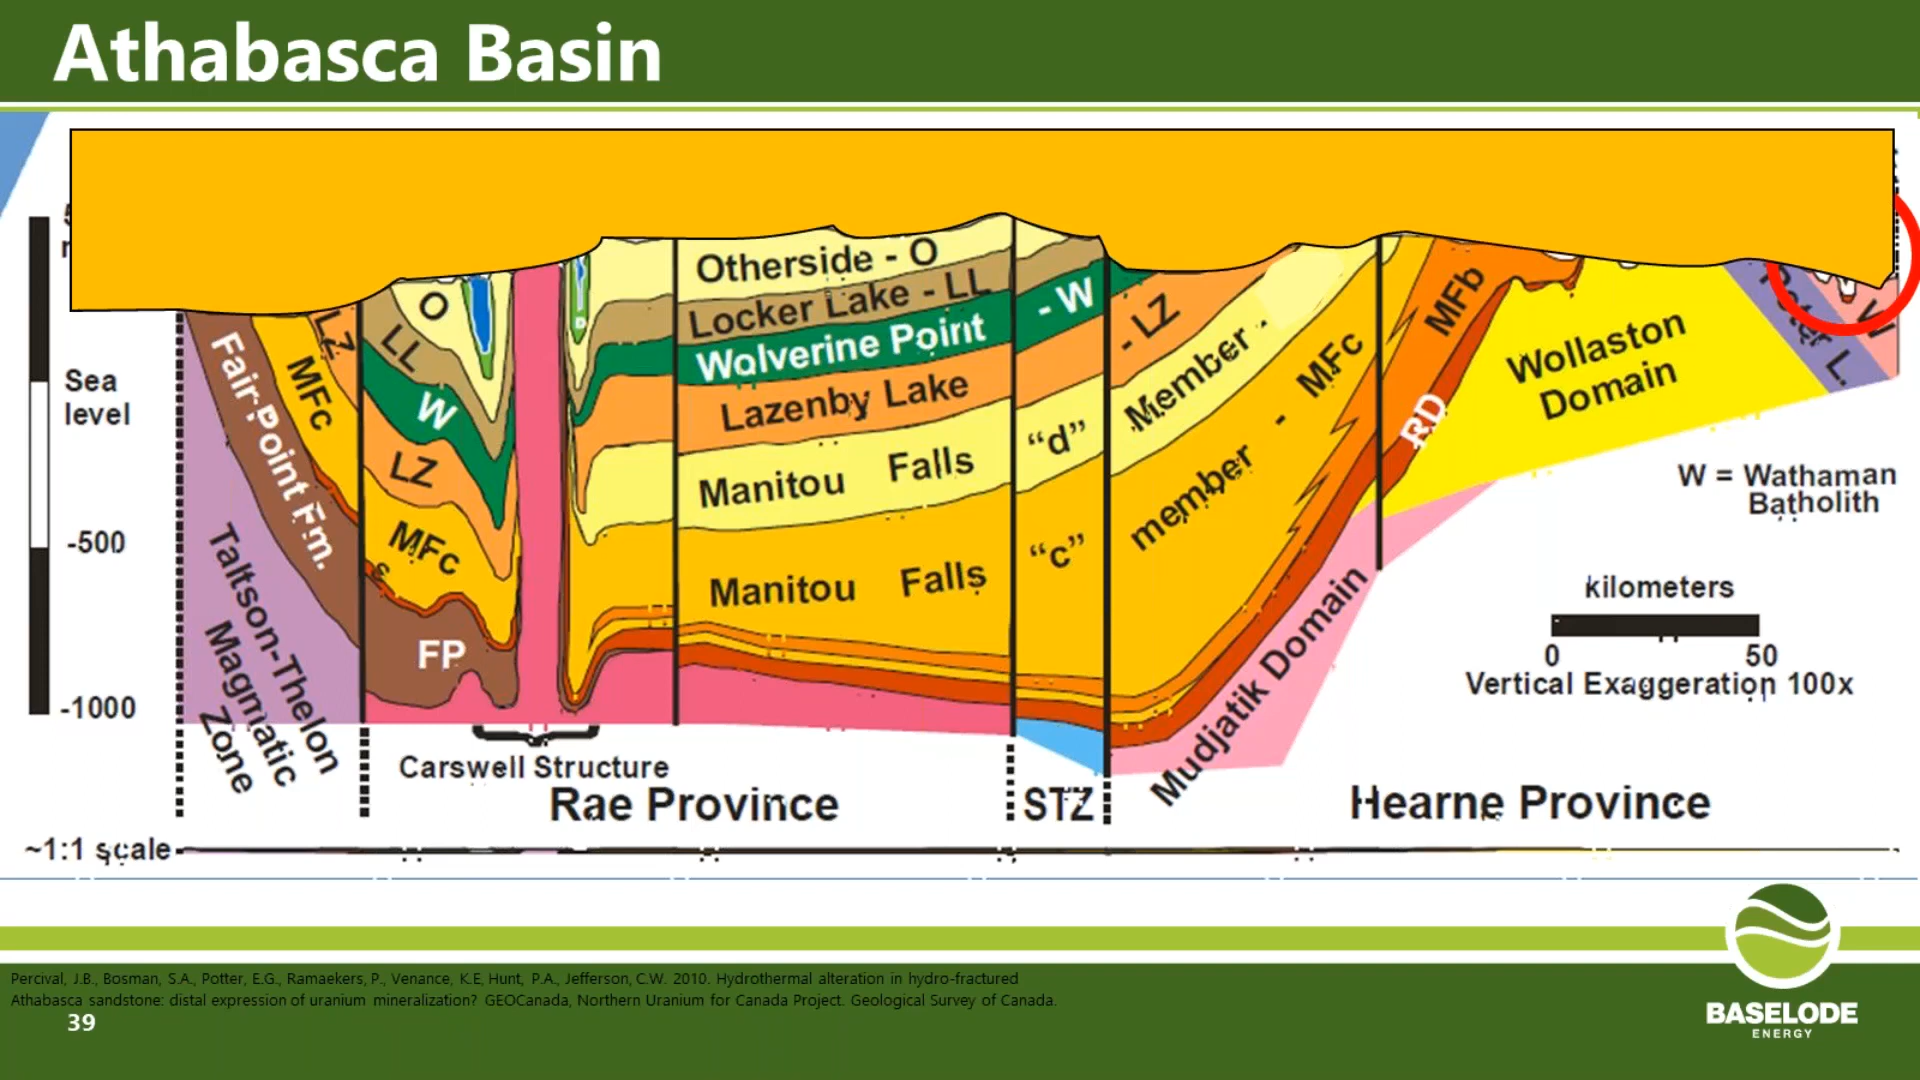 Athabasca Basin
Sea
level
-500
-1000
~1:1 scale
Fair Point Fm.
MFc
LZ
Taltson-Thelon
Magmatic
Zone
O
LL
W
LZ
MFc
FP
Carswell Structure
Rae Province
Otherside - O
Locker Lake - LL
Wolverine Point
- W
Lazenby Lake
- LZ
Manitou Falls
"d"
Member -
Manitou Falls
"c"
member - MFc
MFb
RD
STZ
Mudjatik Domain
Hearne Province
Wollaston
Domain
L.
W
W = Wathaman
Batholith
kilometers
0 50
Vertical Exaggeration 100x
Percival, J.B., Bosman, S.A., Potter, E.G., Ramaekers, P., Venance, K.E, Hunt, P.A., Jefferson, C.W. 2010. Hydrothermal alteration in hydro-fractured
Athabasca sandstone: distal expression of uranium mineralization? GEOCanada, Northern Uranium for Canada Project. Geological Survey of Canada.
39
BASELODE
ENERGY